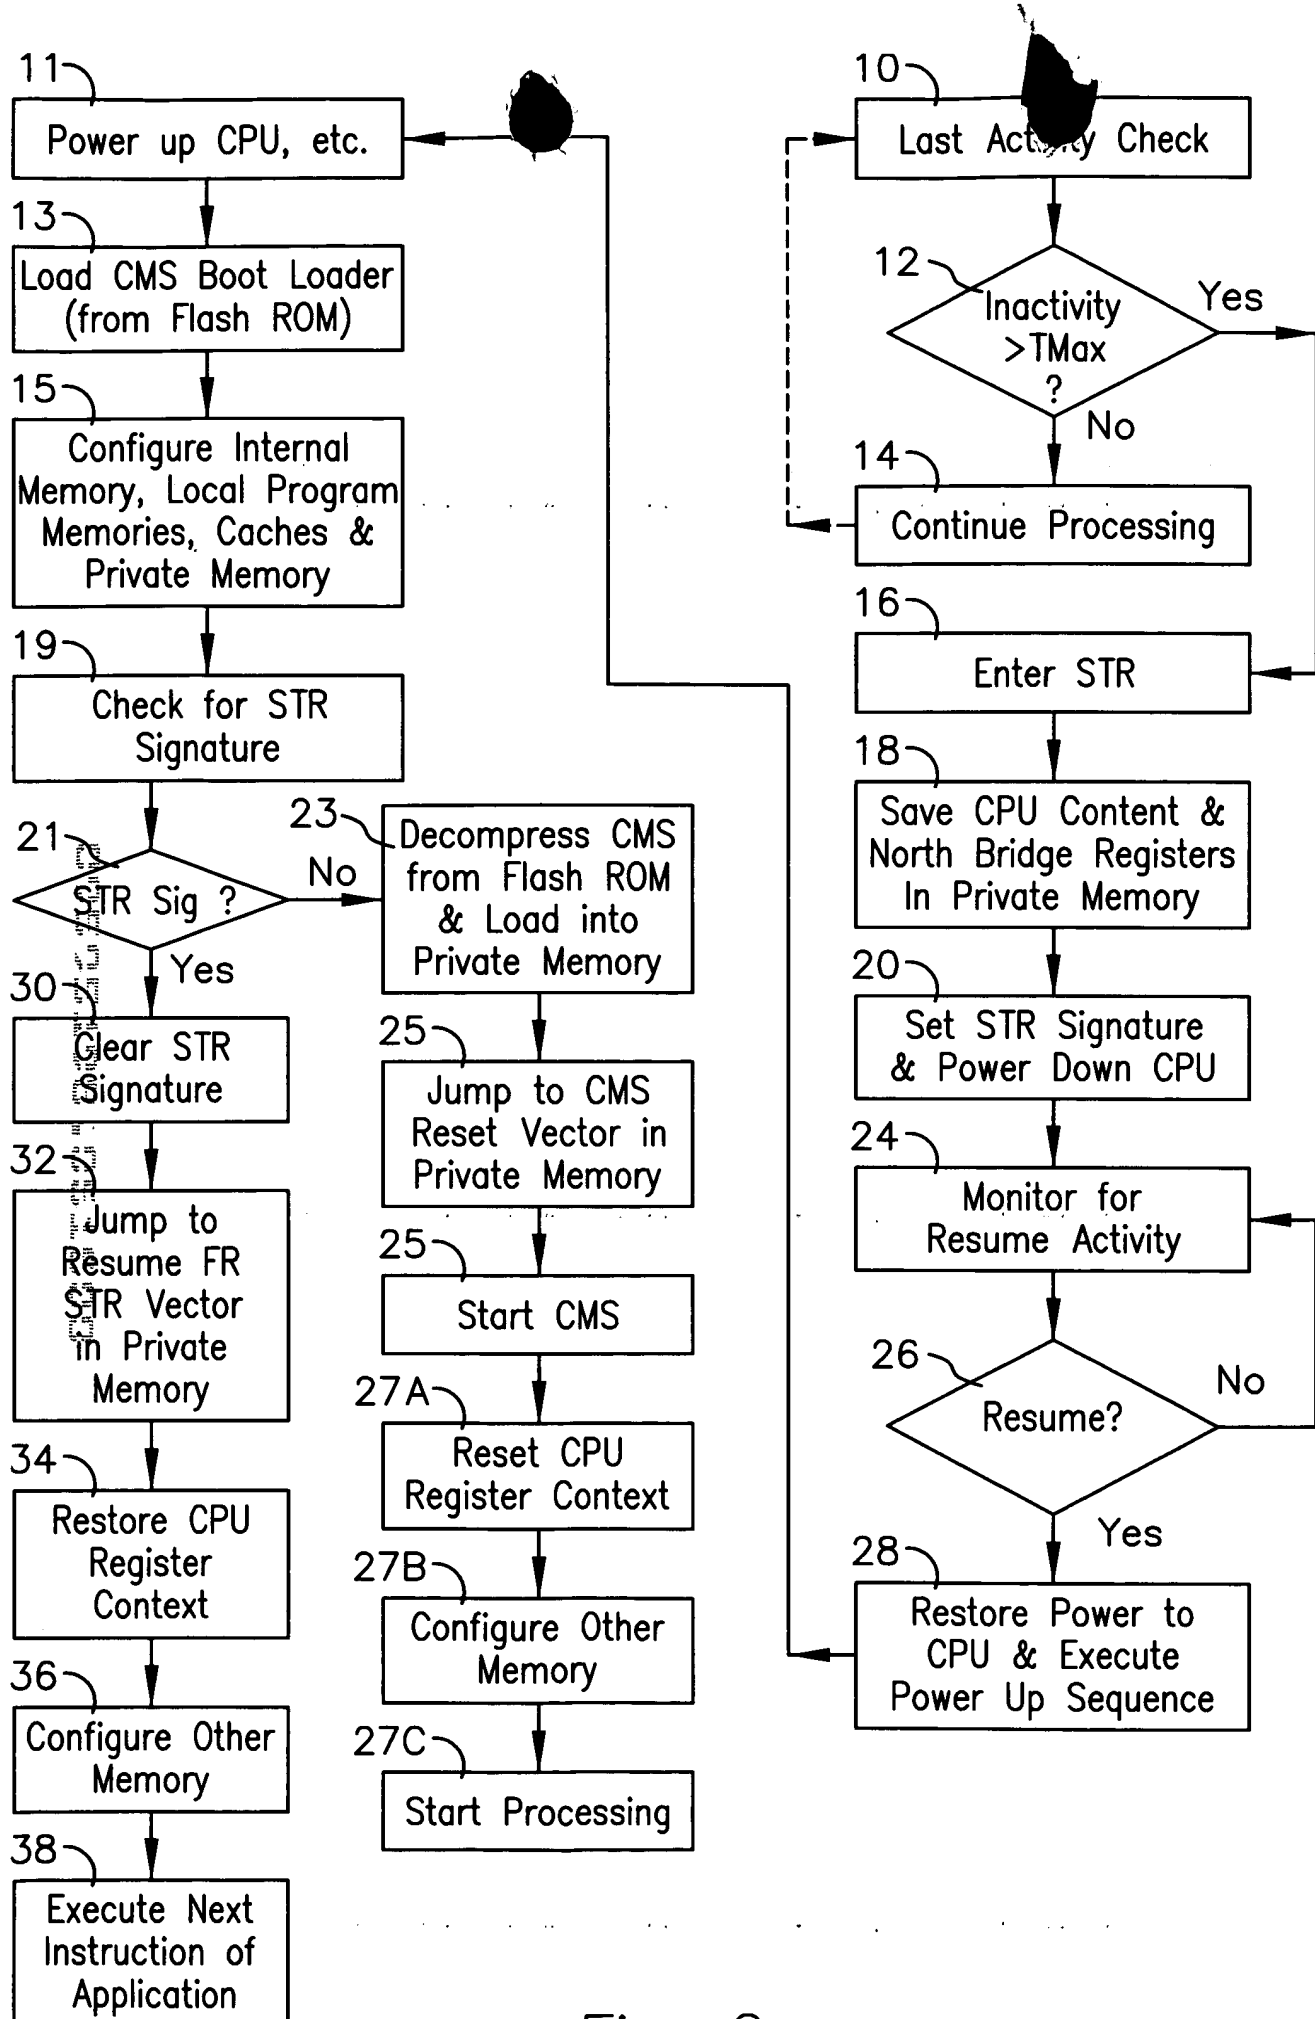 11
Power up CPU, etc.
13
Load CMS Boot Loader
(from Flash ROM)
15
Configure Internal
Memory, Local Program
Memories, Caches &
Private Memory
19
Check for STR
Signature
21
STR Sig ?
No
Yes
30
Clear STR
Signature
32
Jump to
Resume FR
STR Vector
in Private
Memory
34
Restore CPU
Register
Context
36
Configure Other
Memory
38
Execute Next
Instruction of
Application
23
Decompress CMS
from Flash ROM
& Load into
Private Memory
25
Jump to CMS
Reset Vector in
Private Memory
25
Start CMS
27A
Reset CPU
Register Context
27B
Configure Other
Memory
27C
Start Processing
10
Last Activity Check
12
Inactivity
>TMax
?
Yes
No
14
Continue Processing
16
Enter STR
18
Save CPU Content &
North Bridge Registers
In Private Memory
20
Set STR Signature
& Power Down CPU
24
Monitor for
Resume Activity
26
Resume?
No
Yes
28
Restore Power to
CPU & Execute
Power Up Sequence